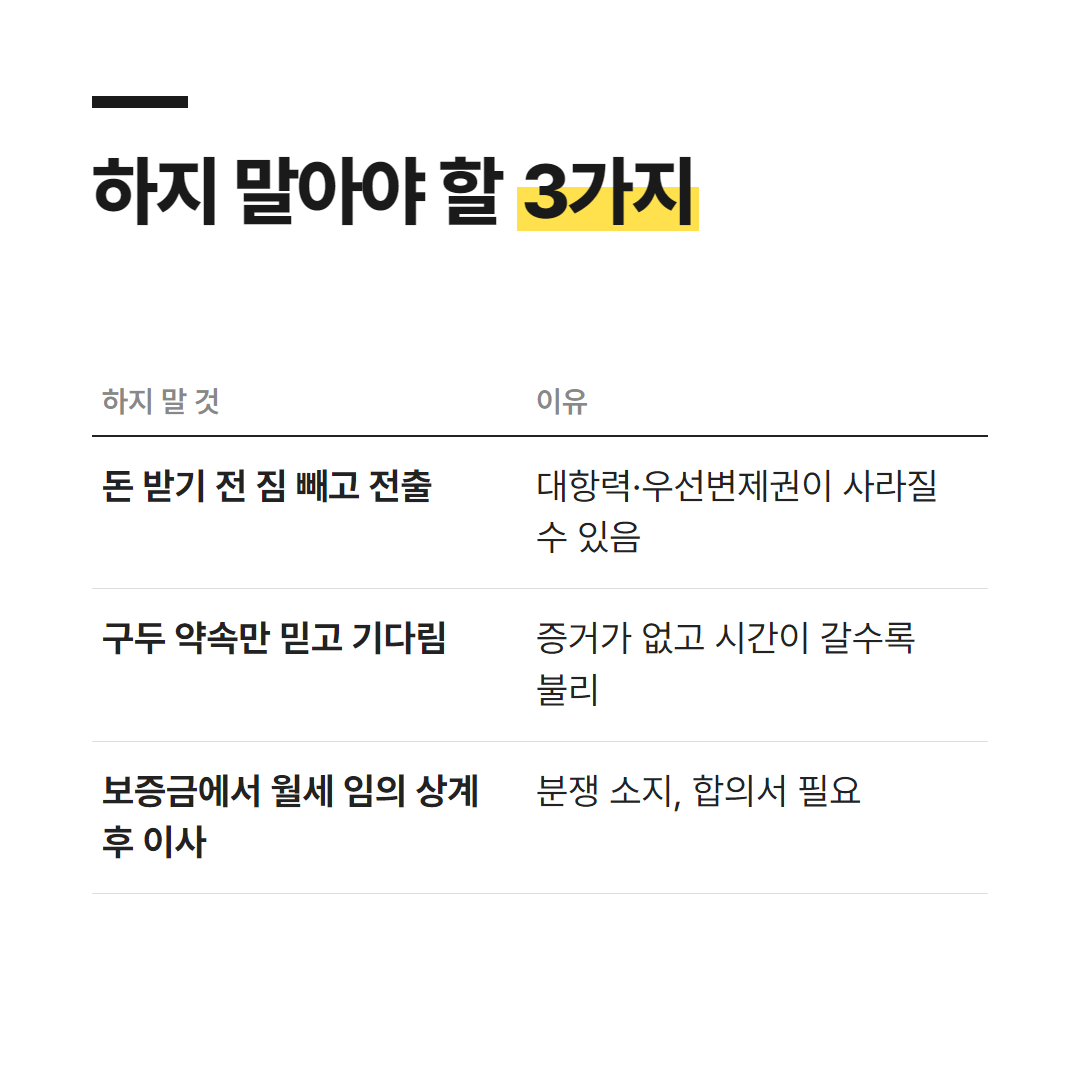 하지 말아야 할 3가지
하지 말 것
이유
돈 받기 전 짐 빼고 전출
대항력·우선변제권이 사라질
수 있음
구두 약속만 믿고 기다림
증거가 없고 시간이 갈수록
불리
보증금에서 월세 임의 상계
후 이사
분쟁 소지, 합의서 필요